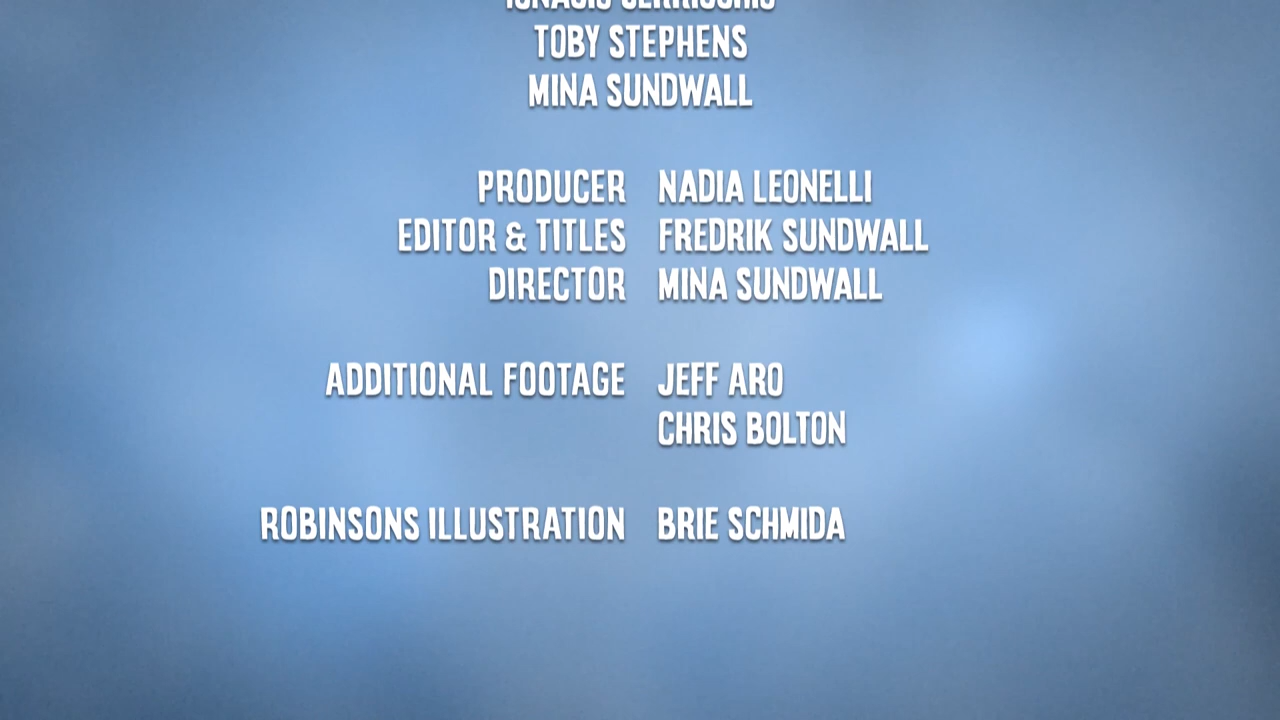 TOBY STEPHENS
MINA SUNDWALL
PRODUCER NADIA LEONELLI
EDITOR & TITLES FREDRIK SUNDWALL
DIRECTOR MINA SUNDWALL
ADDITIONAL FOOTAGE JEFF ARO
CHRIS BOLTON
ROBINSONS ILLUSTRATION BRIE SCHMIDA